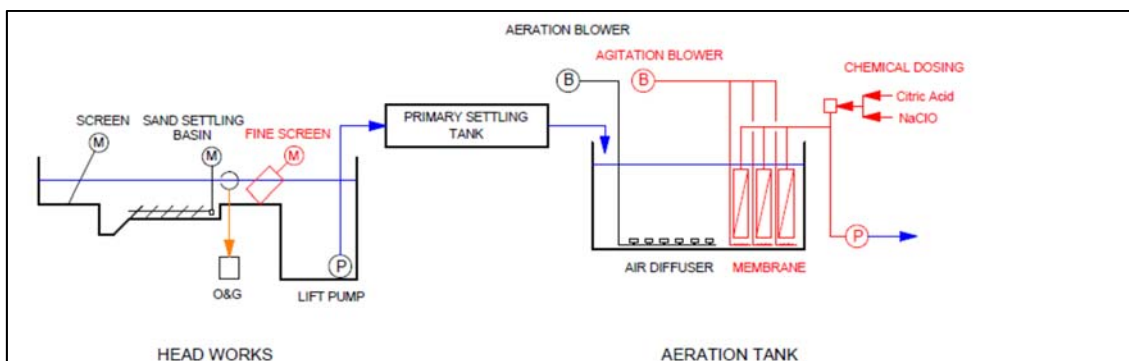 AERATION BLOWER
AGITATION BLOWER
B
B
CHEMICAL DOSING
Citric Acid
NaClO
SCREEN
M
SAND SETTLING
BASIN
M
FINE SCREEN
M
PRIMARY SETTLING
TANK
P
O&G
LIFT PUMP
AIR DIFFUSER
MEMBRANE
P
HEAD WORKS
AERATION TANK